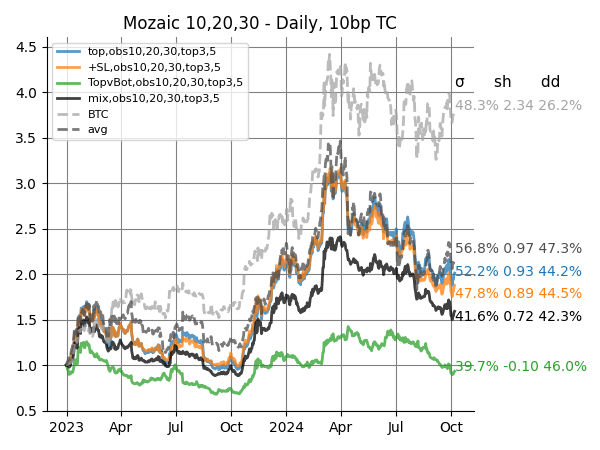 Mozaic 10,20,30 - Daily, 10bp TC
4.5
4.0
3.5
3.0
2.5
2.0
1.5
1.0
0.5
top,obs10,20,30,top3,5
+SL,obs10,20,30,top3,5
TopvBot,obs10,20,30,top3,5
mix,obs10,20,30,top3,5
BTC
avg
σ sh dd
48.3% 2.34 26.2%
56.8% 0.97 47.3%
52.2% 0.93 44.2%
47.8% 0.89 44.5%
41.6% 0.72 42.3%
39.7% -0.10 46.0%
2023 Apr Jul Oct 2024 Apr Jul Oct